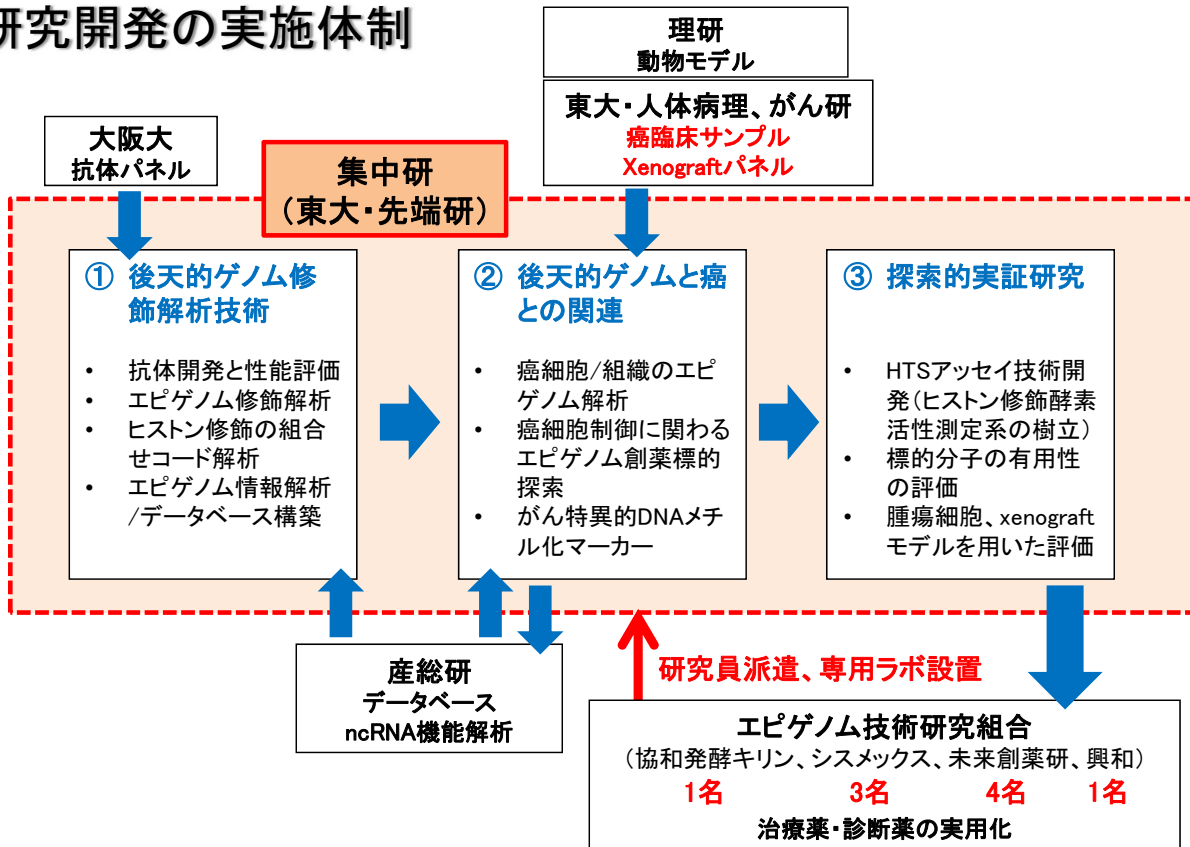 研究開発の実施体制
理研
動物モデル
東大・人体病理、がん研
癌臨床サンプル
Xenograftパネル
大阪大
抗体パネル
集中研
（東大・先端研）
① 後天的ゲノム修
飾解析技術
• 抗体開発と性能評価
• エピゲノム修飾解析
• ヒストン修飾の組合
せコード解析
• エピゲノム情報解析
/データベース構築
② 後天的ゲノムと癌
との関連
• 癌細胞/組織のエピ
ゲノム解析
• 癌細胞制御に関わる
エピゲノム創薬標的
探索
• がん特異的DNAメチ
ル化マーカー
③ 探索的実証研究
• HTSアッセイ技術開
発（ヒストン修飾酵素
活性測定系の樹立）
• 標的分子の有用性
の評価
• 腫瘍細胞、xenograft
モデルを用いた評価
産総研
データベース
ncRNA機能解析
研究員派遣、専用ラボ設置
エピゲノム技術研究組合
（協和発酵キリン、シスメックス、未来創薬研、興和）
1名 3名 4名 1名
治療薬・診断薬の実用化